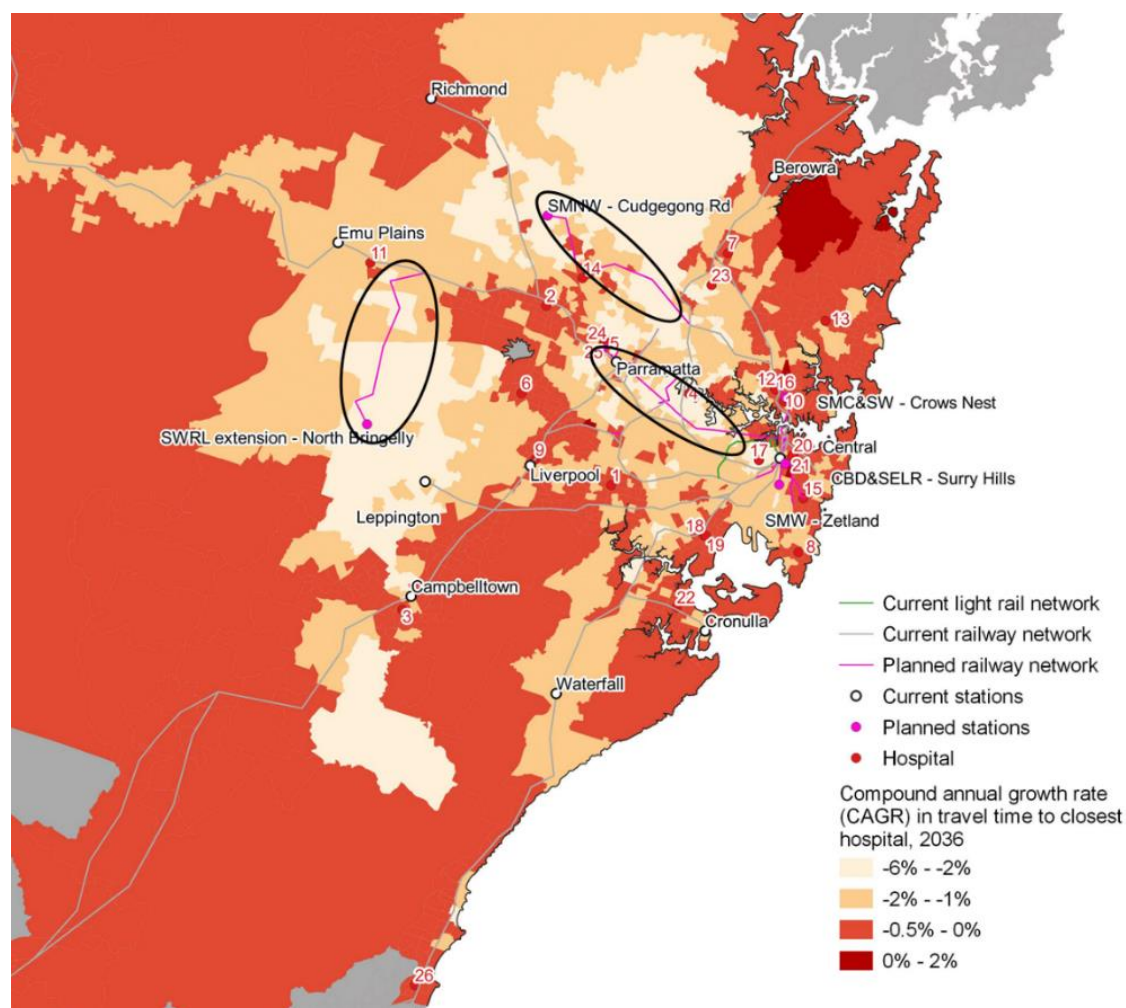 Richmond
Berowra
SMNW - Cudgegong Rd
Emu Plains
11
7
14
23
2
13
24
5
25
Parramatta
12
16
6
4
10
SMC&SW - Crows Nest
SWRL extension - North Bringelly
20
Central
17
9
21
Liverpool
CBD&SELR - Surry Hills
1
15
Leppington
SMW - Zetland
18
19
8
Campbelltown
22
3
Cronulla
Waterfall
26
Current light rail network
Current railway network
Planned railway network
Current stations
Planned stations
Hospital
Compound annual growth rate
(CAGR) in travel time to closest
hospital, 2036
-6% - -2%
-2% - -1%
-0.5% - 0%
0% - 2%